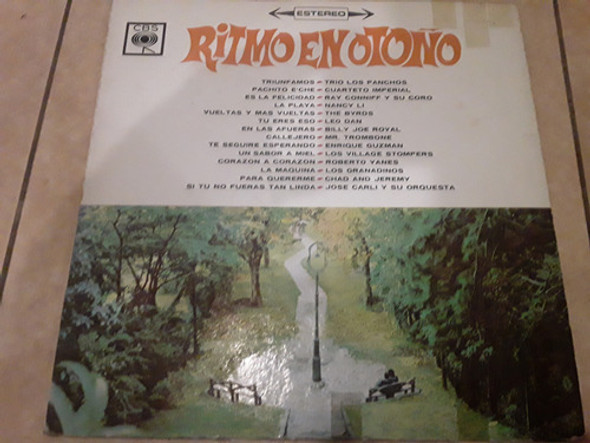 ESTEREO
CBS
RITMO EN OTOÑO
TRIUNFAMOS - TRIO LOS PANCHOS
PACHITO E'CHE - CUARTETO IMPERIAL
ES LA FELICIDAD - RAY CONNIFF Y SU CORO
LA PLAYA - NANCY LI
VUELTAS Y MAS VUELTAS - THE BYRDS
TU ERES ESO - LEO DAN
EN LAS AFUERAS - BILLY JOE ROYAL
CALLEJERO - MR. TROMBONE
TE SEGUIRE ESPERANDO - ENRIQUE GUZMAN
UN SABOR A MIEL - LOS VILLAGE STOMPERS
CORAZON A CORAZON - ROBERTO YANES
LA MAQUINA - LOS GRANADINOS
PARA QUERERME - CHAD AND JEREMY
SI TU NO FUERAS TAN LINDA - JOSE CARLI Y SU ORQUESTA